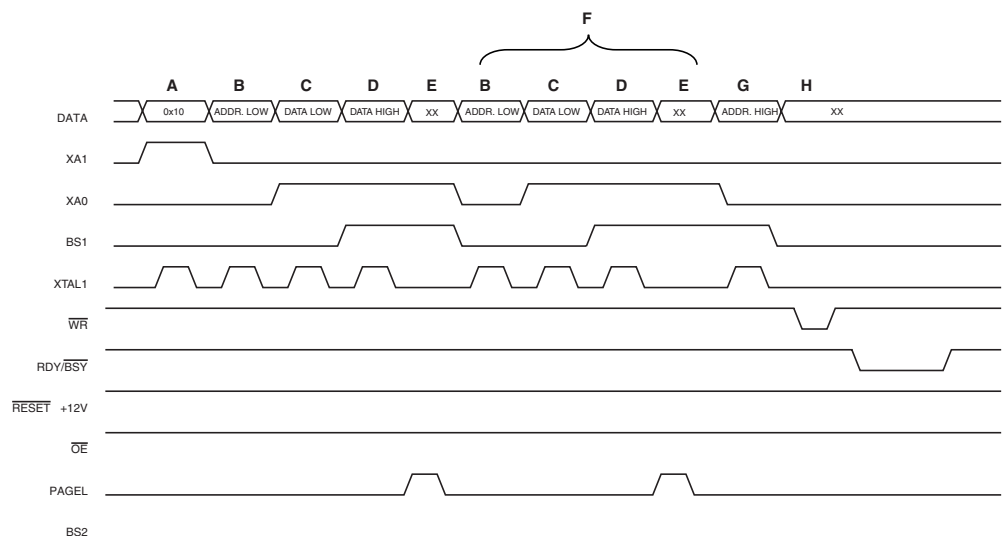 F
A B C D E B C D E G H
DATA 0x10 ADDR. LOW DATA LOW DATA HIGH XX ADDR. LOW DATA LOW DATA HIGH XX ADDR. HIGH XX
XA1
XA0
BS1
XTAL1
WR
RDY/BSY
RESET +12V
OE
PAGEL
BS2